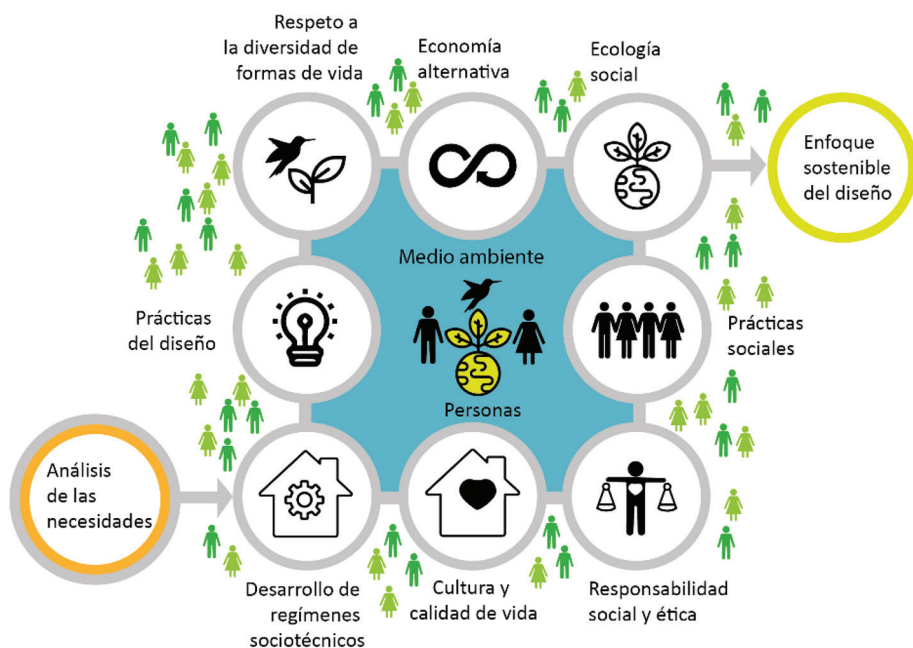 Respeto a
la diversidad de
formas de vida
Economía
alternativa
Ecología
social
Enfoque
sostenible
del diseño
Medio ambiente
Prácticas
del diseño
Prácticas
sociales
Personas
Análisis
de las
necesidades
Desarrollo de
regímenes
sociotécnicos
Cultura y
calidad de vida
Responsabilidad
social y ética